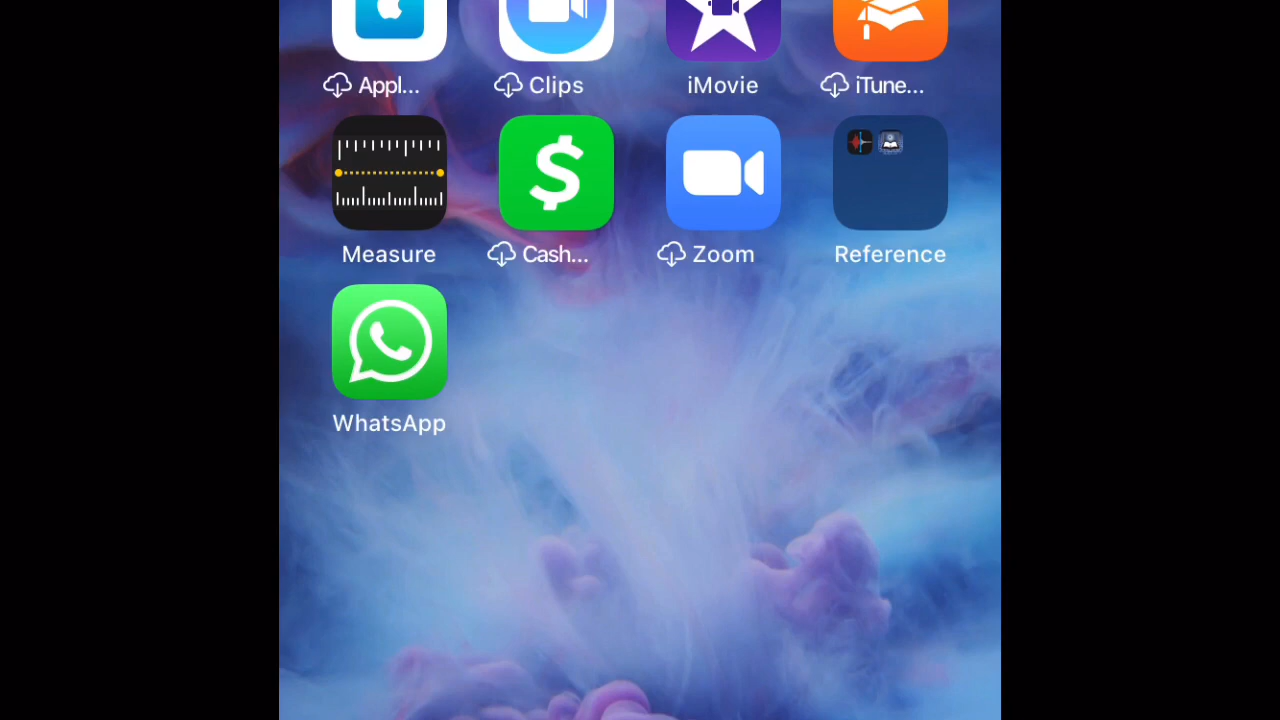 Appl...
Clips
iMovie
iTune...
Measure
Cash...
Zoom
Reference
WhatsApp